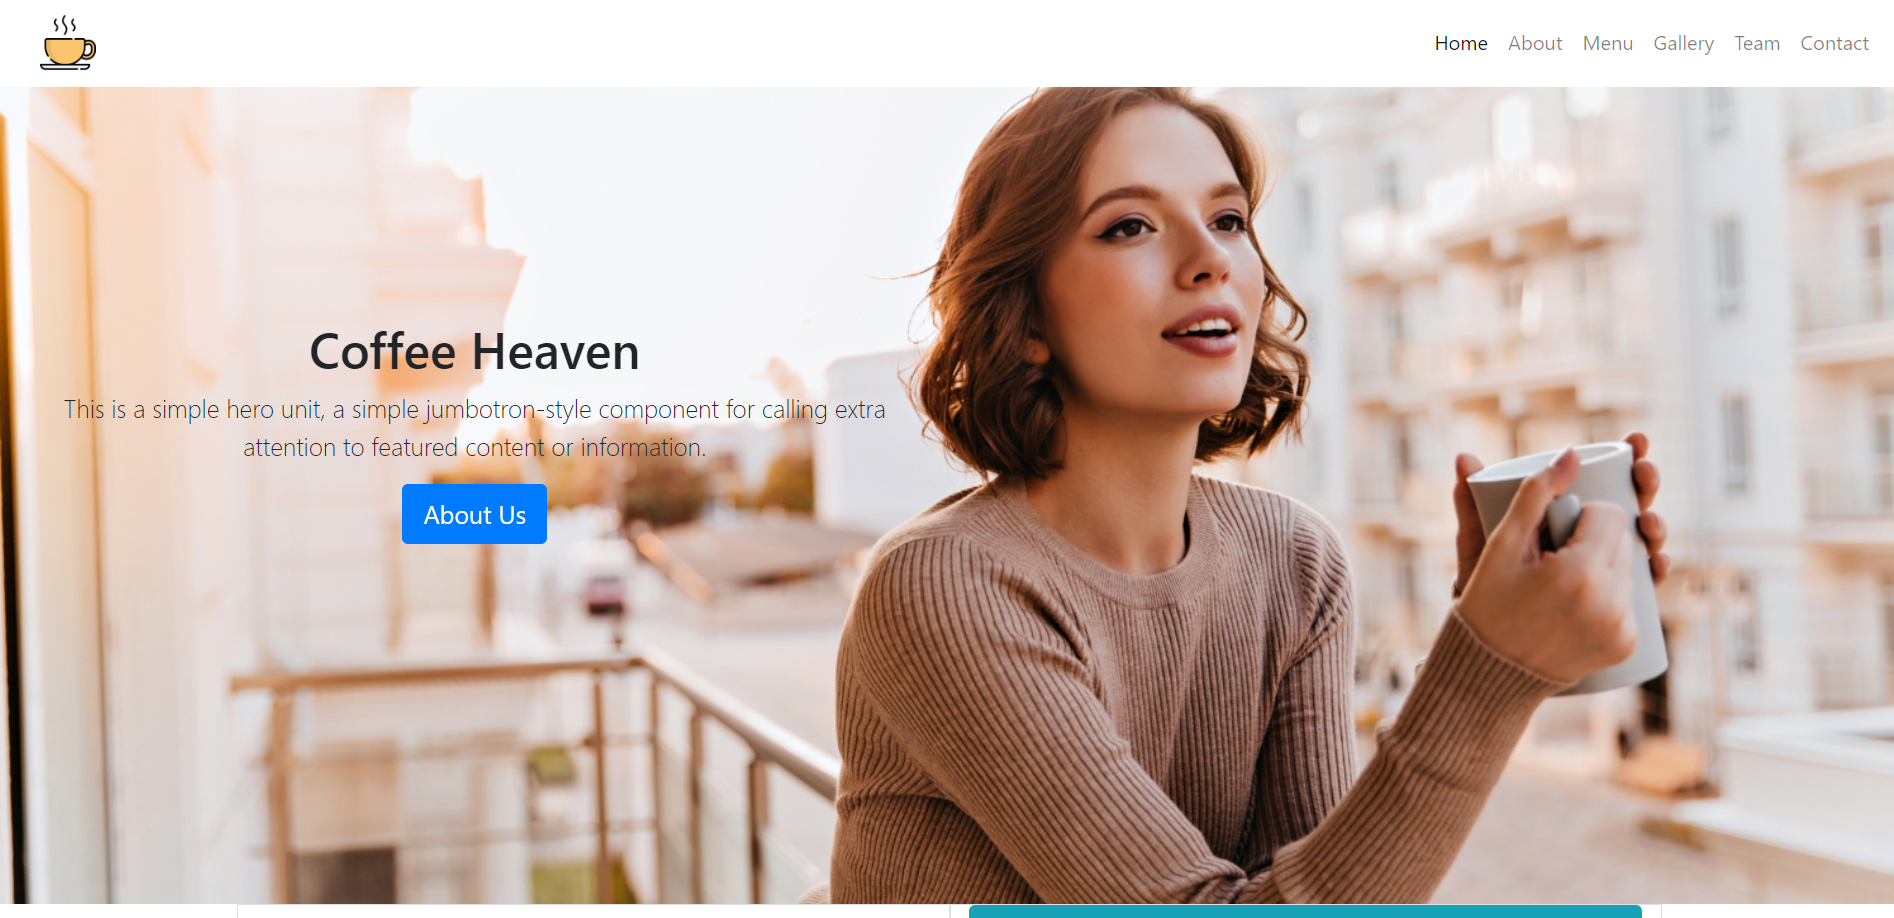 Home About Menu Gallery Team Contact
Coffee Heaven
This is a simple hero unit, a simple jumbotron-style component for calling extra
attention to featured content or information.
About Us